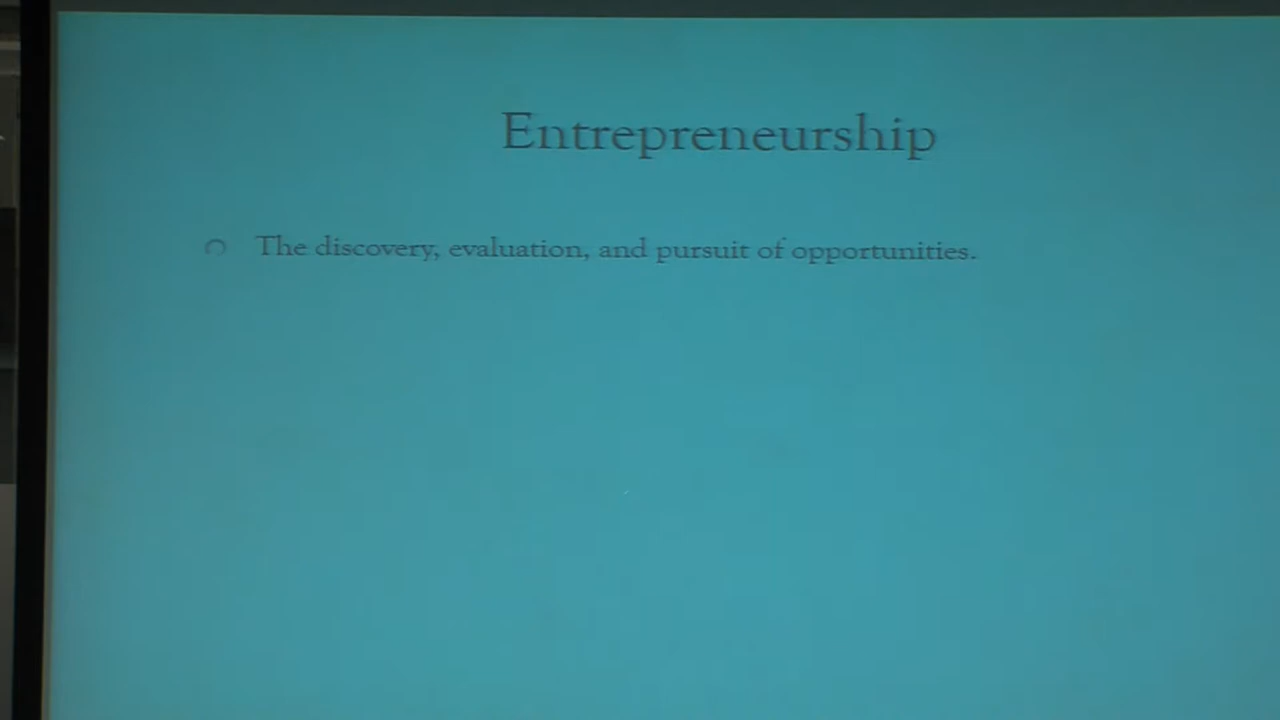 Entrepreneurship
The discovery, evaluation, and pursuit of opportunities.